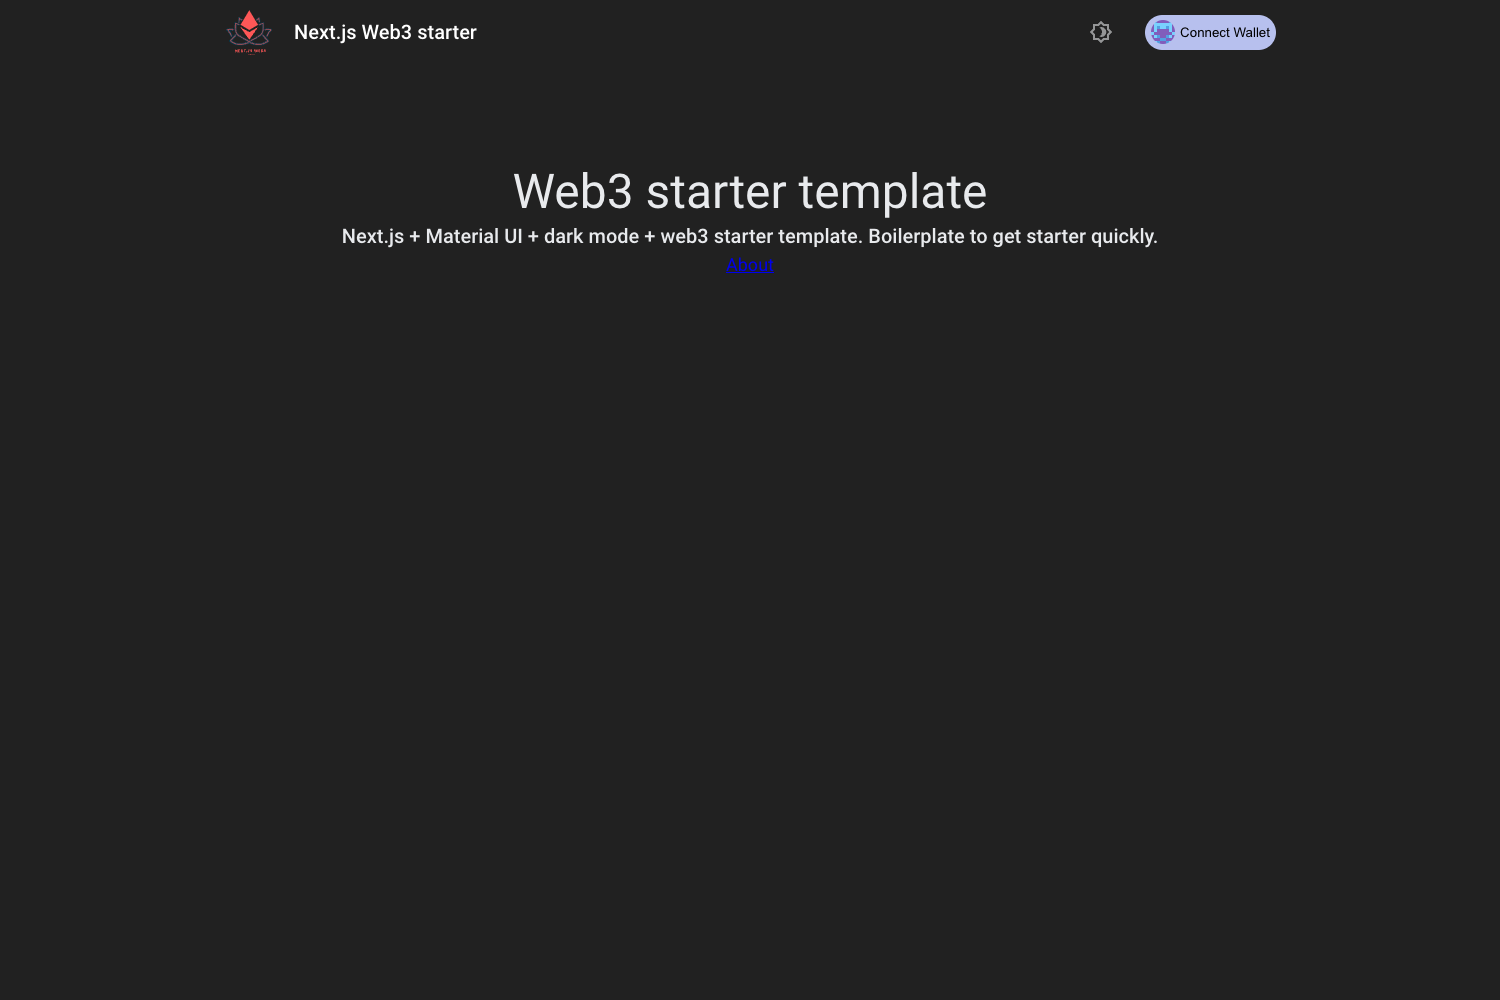 Next.js Web3 starter
Connect Wallet
Web3 starter template
Next.js + Material UI + dark mode + web3 starter template. Boilerplate to get starter quickly.
About